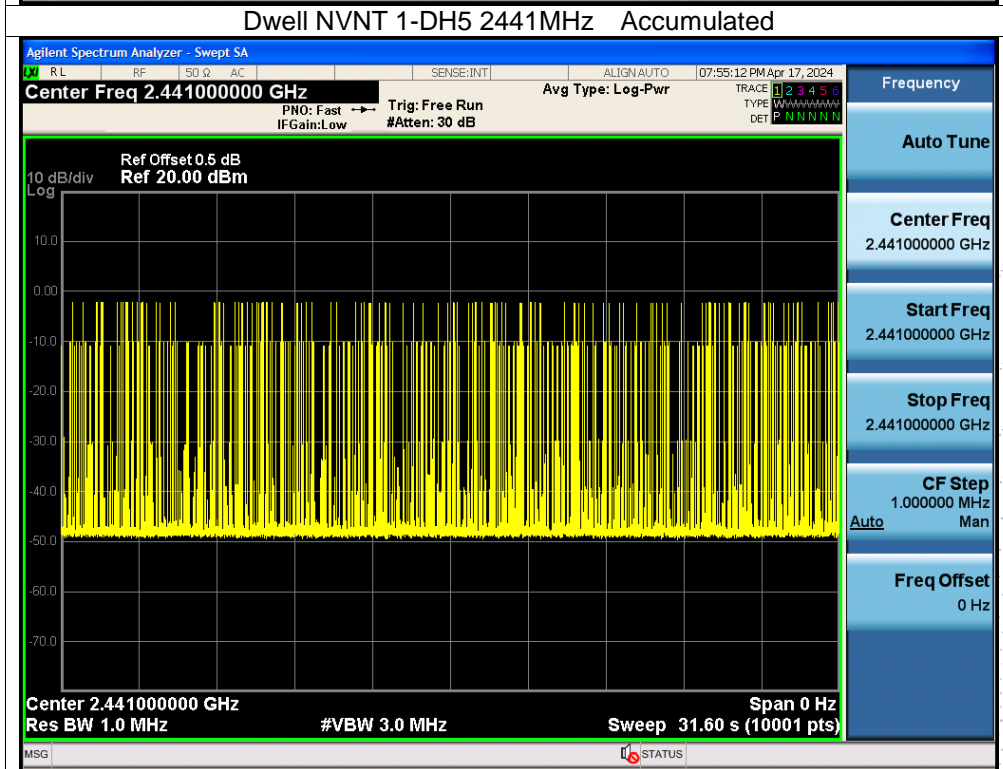 Dwell NVNT 1-DH5 2441MHz Accumulated
Agilent Spectrum Analyzer - Swept SA
LXI RL RF 50 Ω AC SENSE:INT ALIGN AUTO 07:55:12 PM Apr 17, 2024
Center Freq 2.441000000 GHz
PNO: Fast
IFGain:Low
Trig: Free Run
#Atten: 30 dB
Avg Type: Log-Pwr
TRACE 1 2 3 4 5 6
TYPE WWWWWW
DET P N N N N N
Ref Offset 0.5 dB
10 dB/div Ref 20.00 dBm
Log
10.0
0.00
-10.0
-20.0
-30.0
-40.0
-50.0
-60.0
-70.0
Center 2.441000000 GHz Span 0 Hz
Res BW 1.0 MHz #VBW 3.0 MHz Sweep 31.60 s (10001 pts)
MSG STATUS
Frequency
Auto Tune
Center Freq
2.441000000 GHz
Start Freq
2.441000000 GHz
Stop Freq
2.441000000 GHz
CF Step
1.000000 MHz
Auto Man
Freq Offset
0 Hz